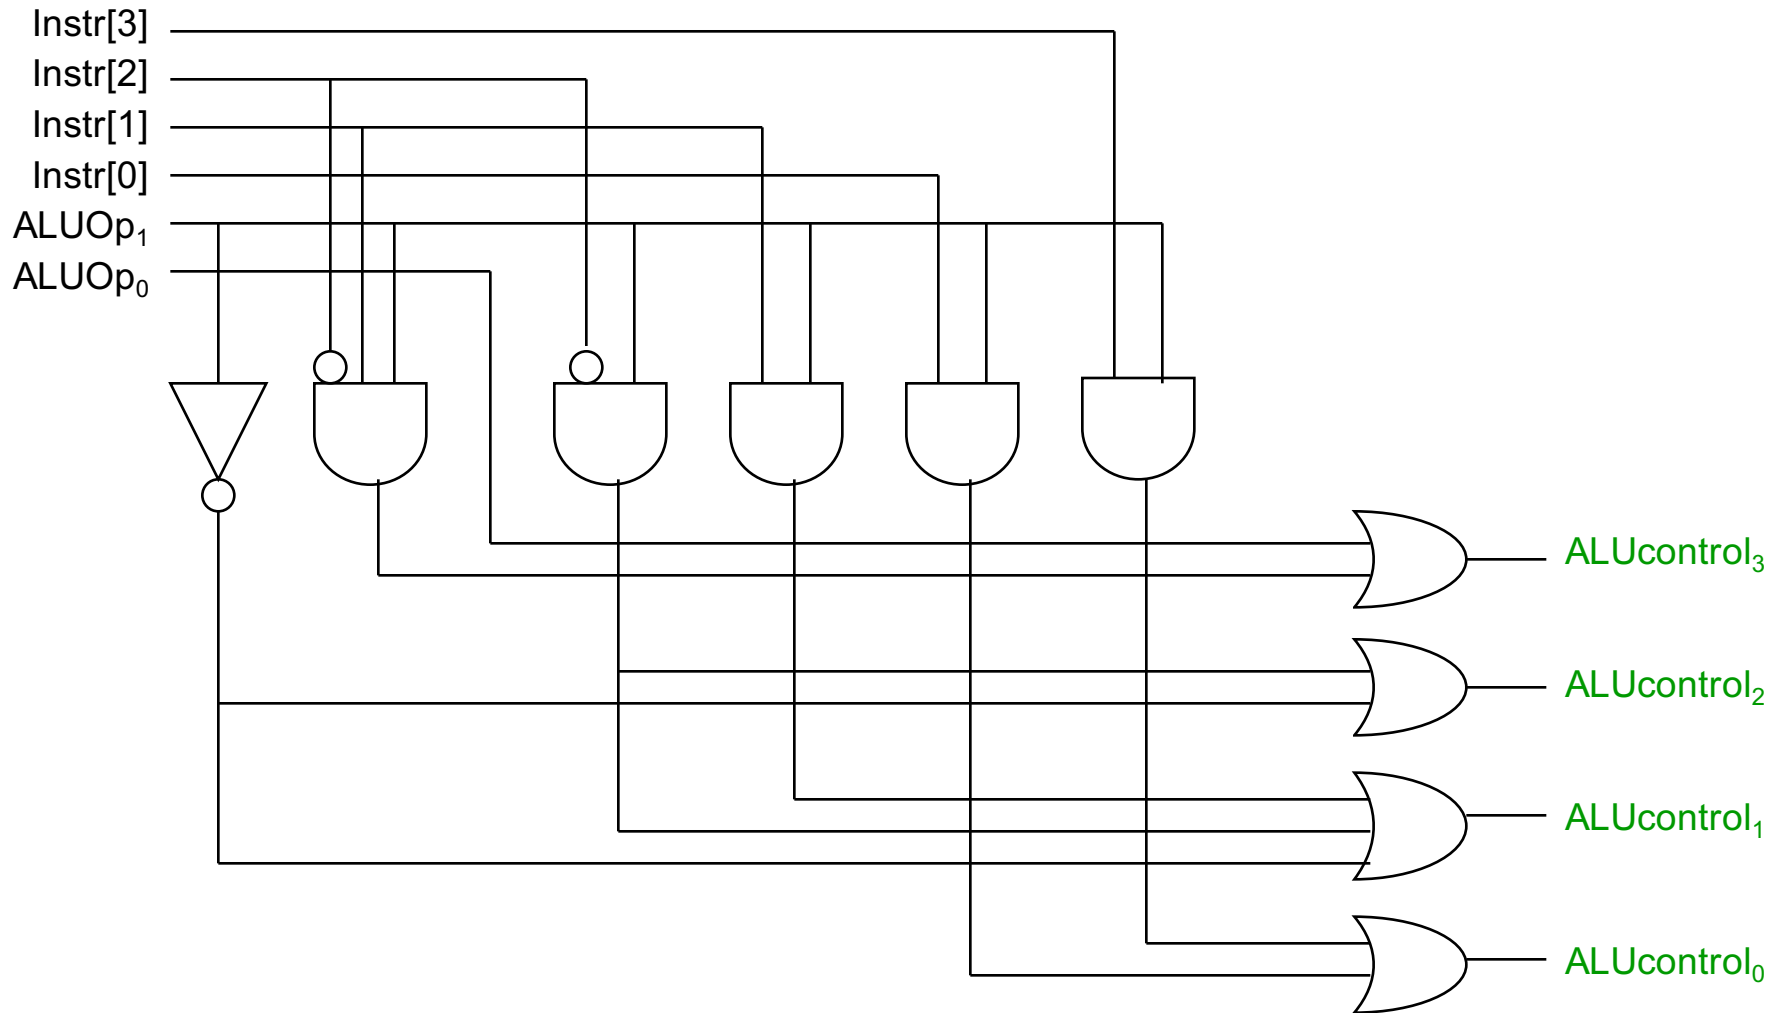 Instr[3]
Instr[2]
Instr[1]
Instr[0]
ALUOp₁
ALUOp₀
ALUcontrol₃
ALUcontrol₂
ALUcontrol₁
ALUcontrol₀